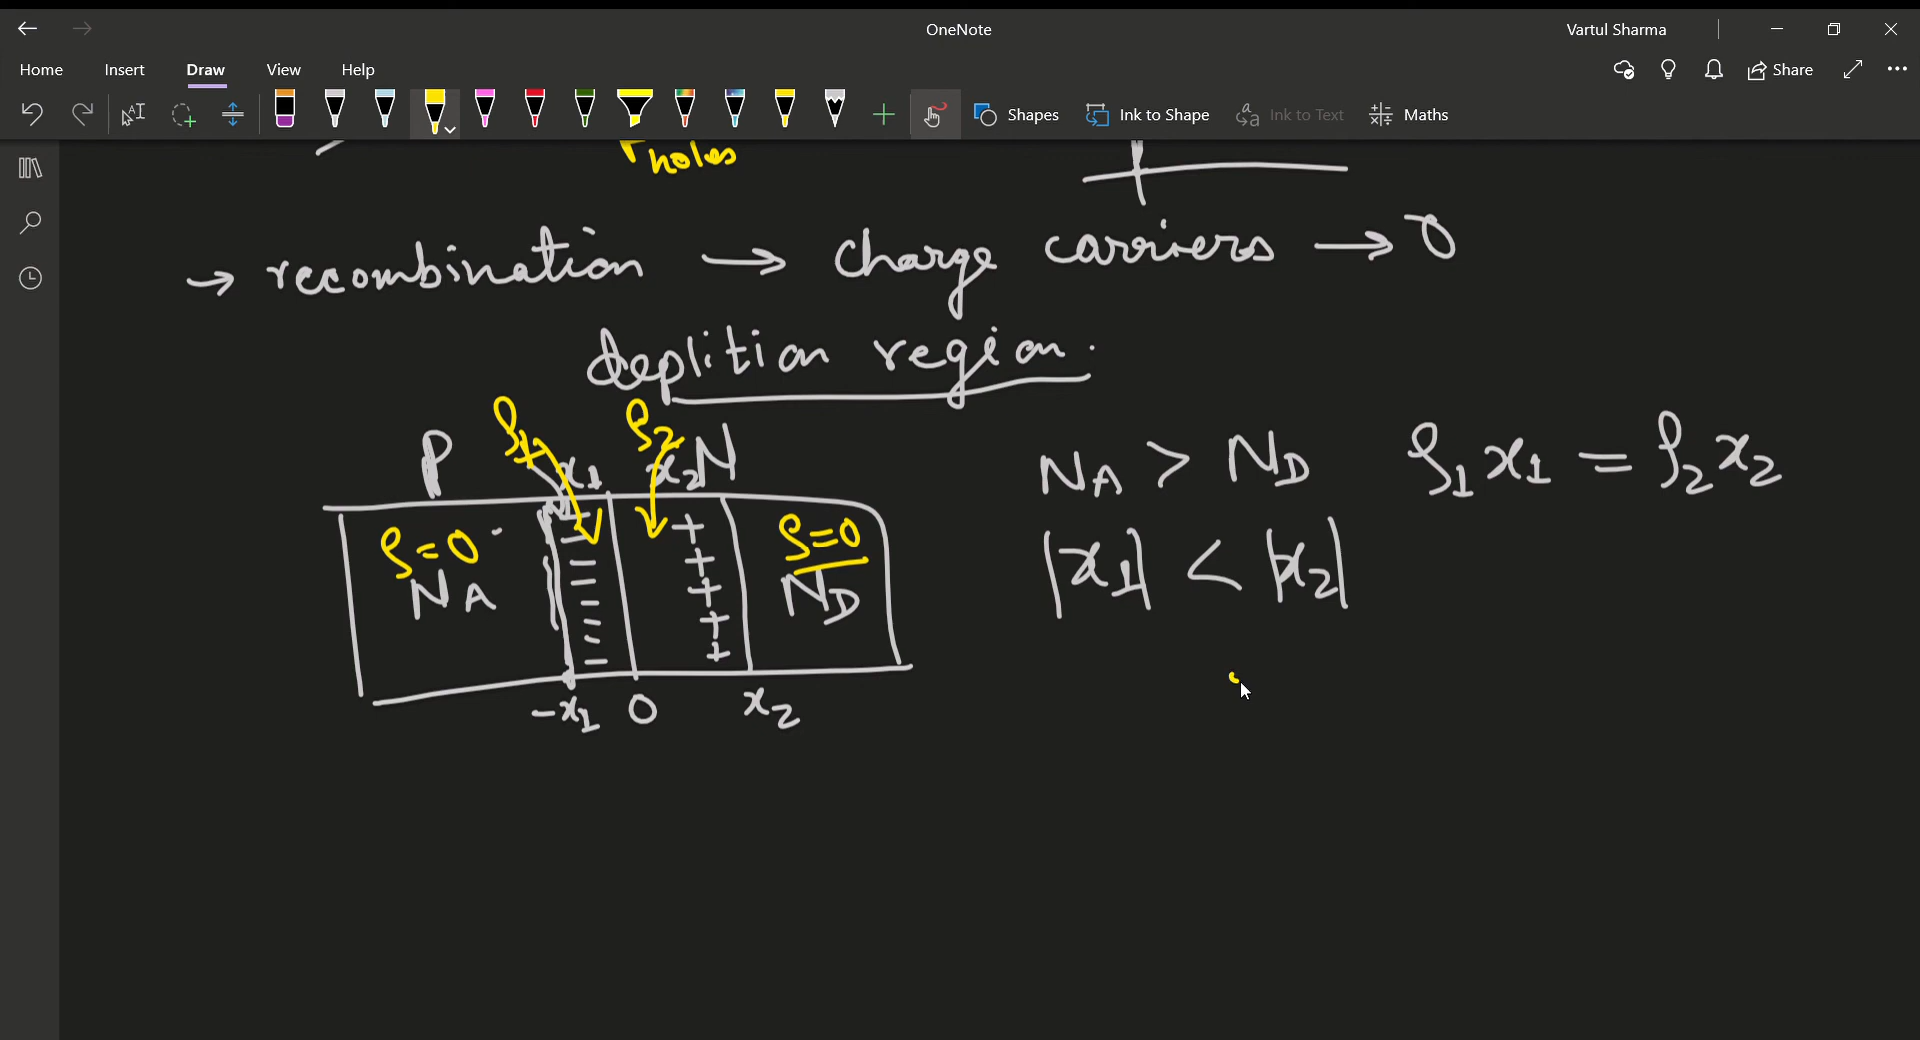 OneNote
Vartul Sharma
Home Insert Draw View Help
Share
Shapes Ink to Shape Ink to Text Maths
holes
→ recombination → charge carriers → 0
deplition region.
P ρ1 x1 ρ2 x2 N
NA > ND ρ1x1 = ρ2x2
ρ=0 ρ=0
NA ND
|x1| < |x2|
-x1 0 x2